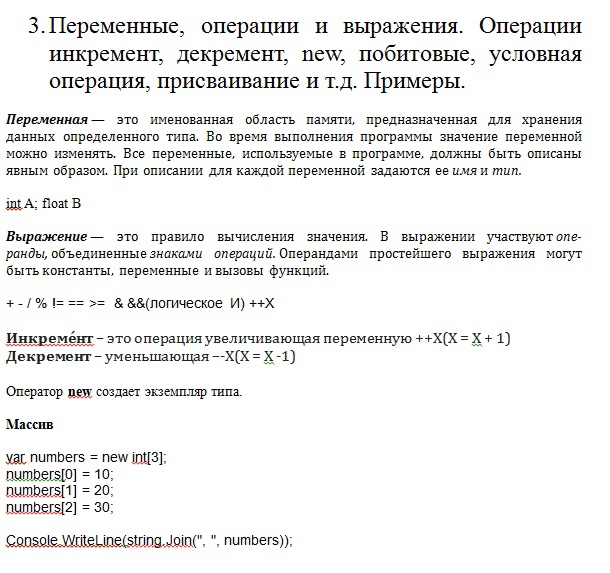 3. Переменные, операции и выражения. Операции
инкремент, декремент, new, побитовые, условная
операция, присваивание и т.д. Примеры.
Переменная — это именованная область памяти, предназначенная для хранения
данных определенного типа. Во время выполнения программы значение переменной
можно изменять. Все переменные, используемые в программе, должны быть описаны
явным образом. При описании для каждой переменной задаются ее имя и тип.
int A; float B
Выражение — это правило вычисления значения. В выражении участвуют опе-
ранды, объединенные знаками операций. Операндами простейшего выражения могут
быть константы, переменные и вызовы функций.
+ - / % != == >= & &&(логическое И) ++X
Инкреме́нт – это операция увеличивающая переменную ++X(X = X + 1)
Декремент – уменьшающая –-X(X = X -1)
Оператор new создает экземпляр типа.
Массив
var numbers = new int[3];
numbers[0] = 10;
numbers[1] = 20;
numbers[2] = 30;
Console.WriteLine(string.Join(", ", numbers));